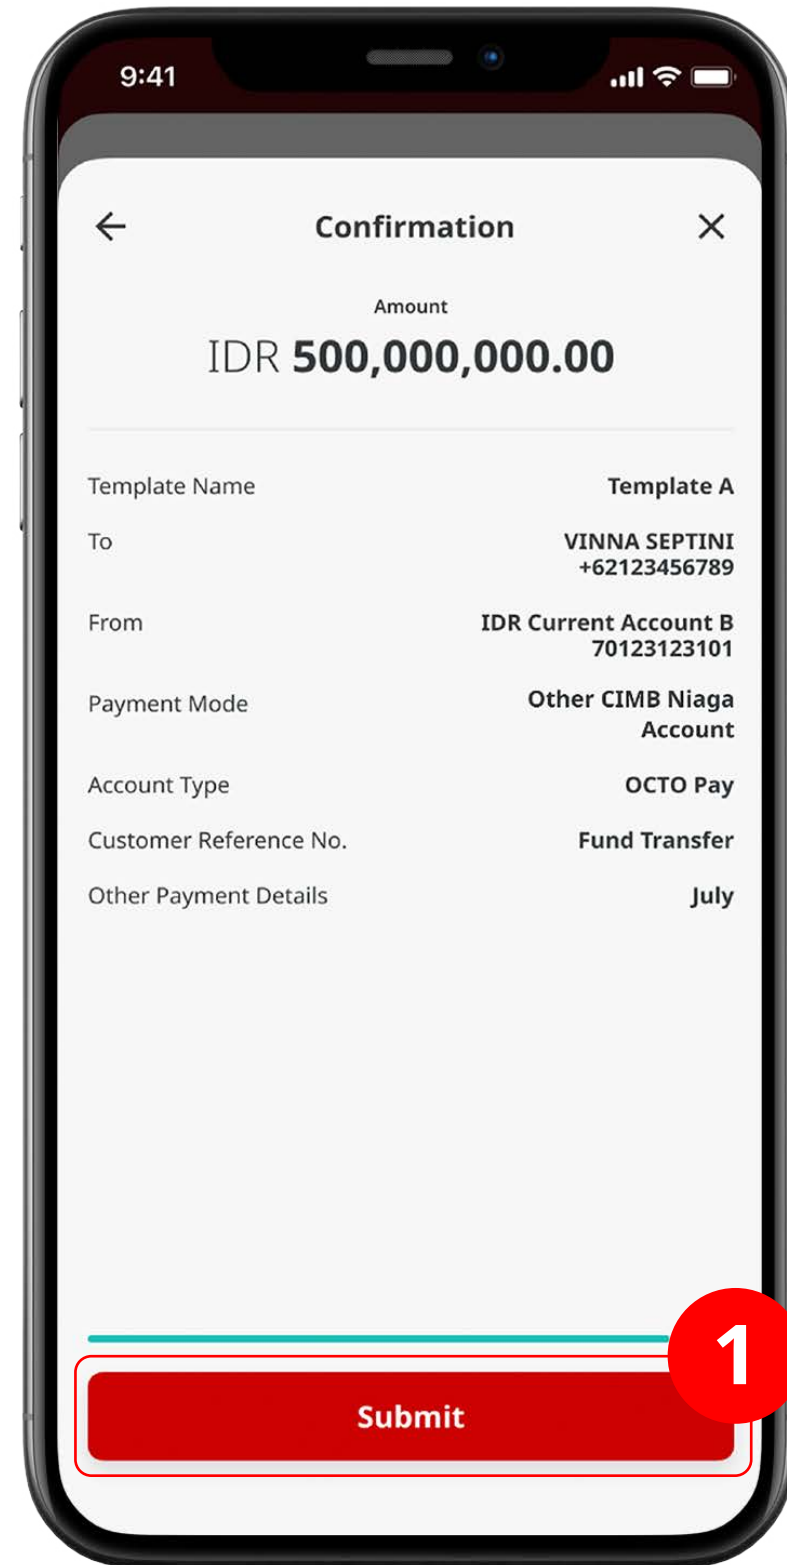 9:41
Confirmation
Amount
IDR 500,000,000.00
Template Name Template A
To VINNA SEPTINI
+62123456789
From IDR Current Account B
70123123101
Payment Mode Other CIMB Niaga
Account
Account Type OCTO Pay
Customer Reference No. Fund Transfer
Other Payment Details July
1
Submit